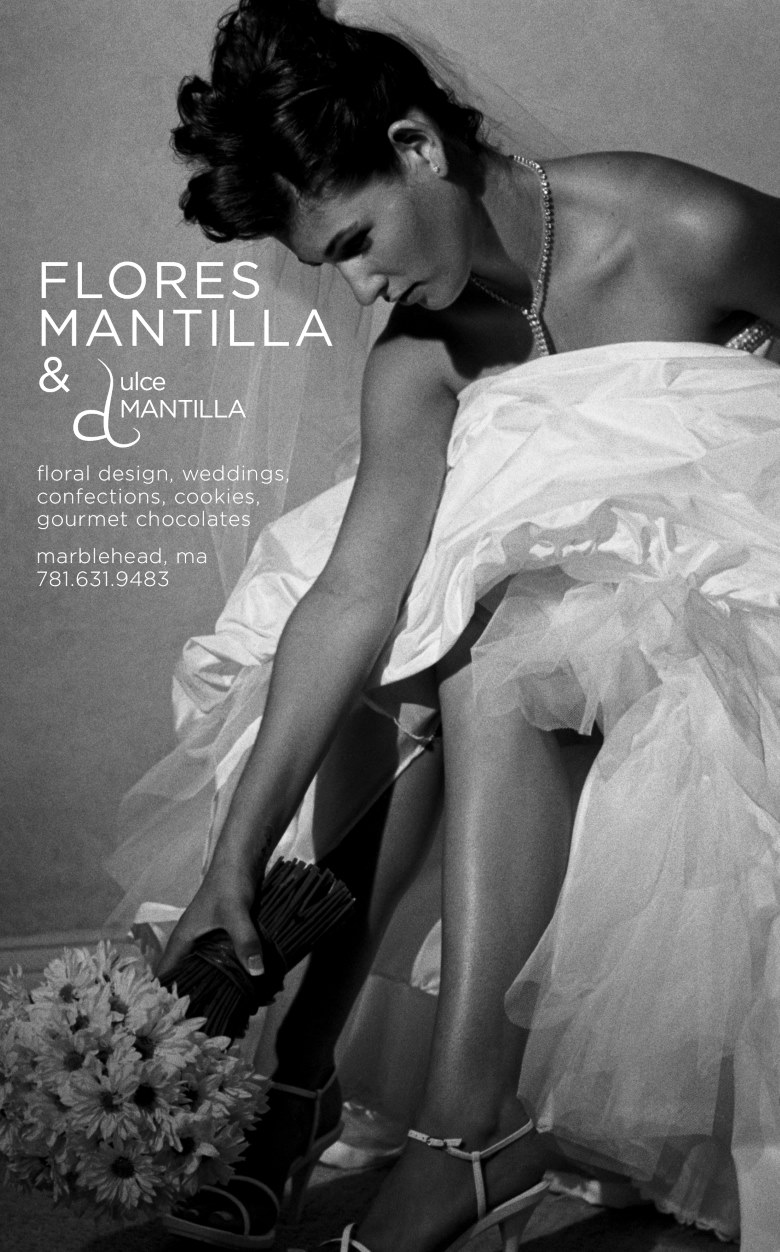 FLORES
MANTILLA
& dulce
MANTILLA
floral design, weddings,
confections, cookies,
gourmet chocolates
marblehead, ma
781.631.9483